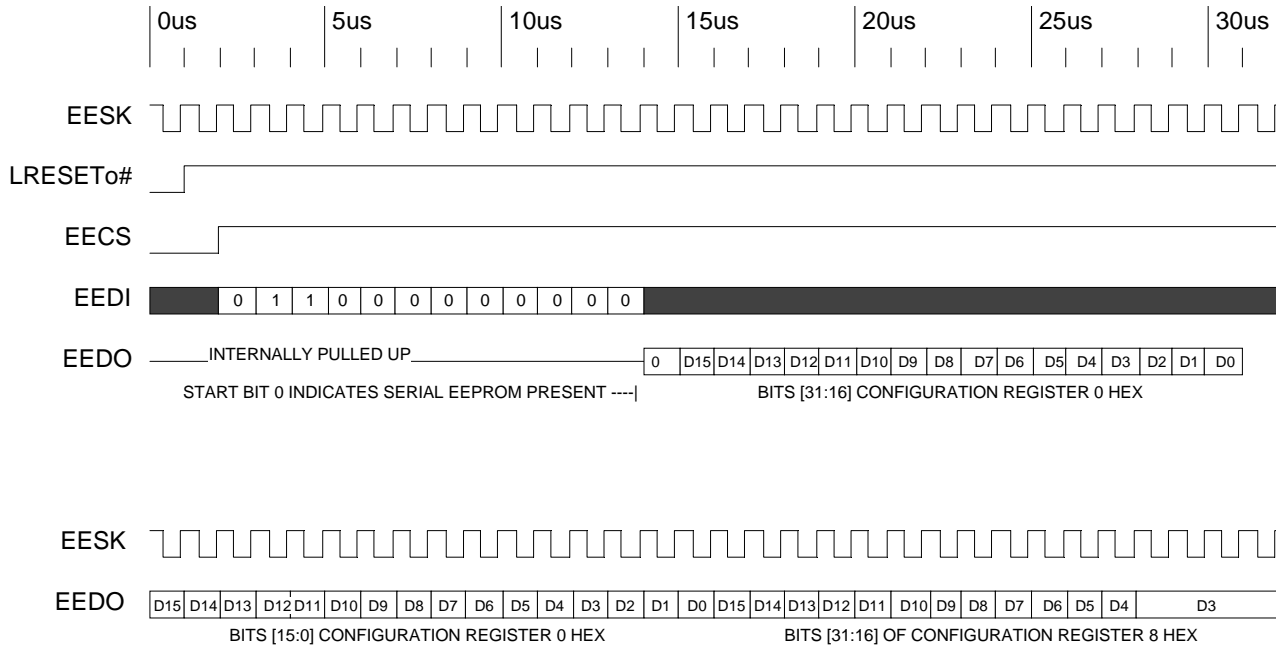 0us 5us 10us 15us 20us 25us 30us
EESK
LRESETo#
EECS
EEDI 0 1 1 0 0 0 0 0 0 0 0 0
EEDO INTERNALLY PULLED UP 0 D15 D14 D13 D12 D11 D10 D9 D8 D7 D6 D5 D4 D3 D2 D1 D0
START BIT 0 INDICATES SERIAL EEPROM PRESENT ----| BITS [31:16] CONFIGURATION REGISTER 0 HEX
EESK
EEDO D15 D14 D13 D12 D11 D10 D9 D8 D7 D6 D5 D4 D3 D2 D1 D0 D15 D14 D13 D12 D11 D10 D9 D8 D7 D6 D5 D4 D3
BITS [15:0] CONFIGURATION REGISTER 0 HEX BITS [31:16] OF CONFIGURATION REGISTER 8 HEX